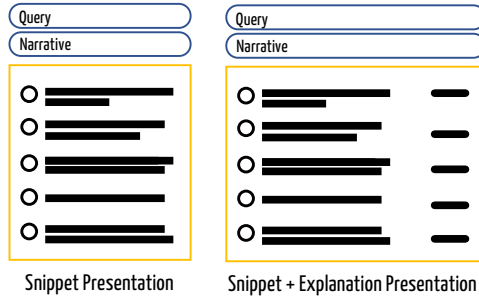 Query
Narrative
Snippet Presentation
Query
Narrative
Snippet + Explanation Presentation